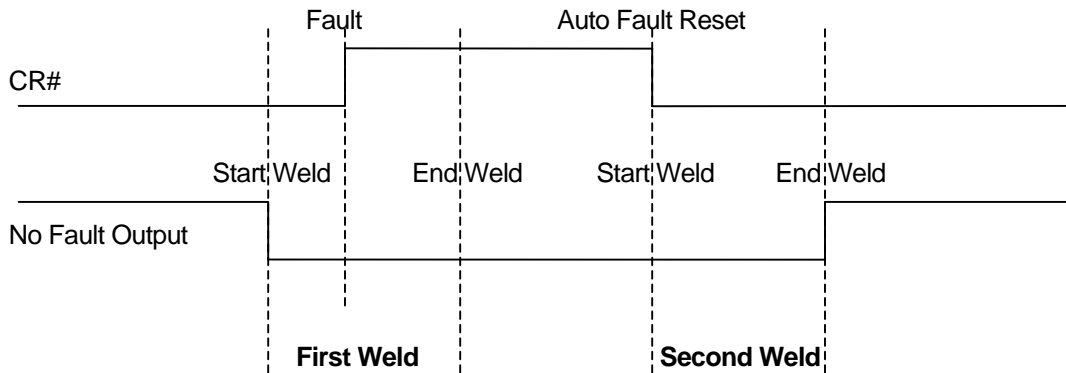 Fault Auto Fault Reset
CR#
Start Weld End Weld Start Weld End Weld
No Fault Output
First Weld Second Weld